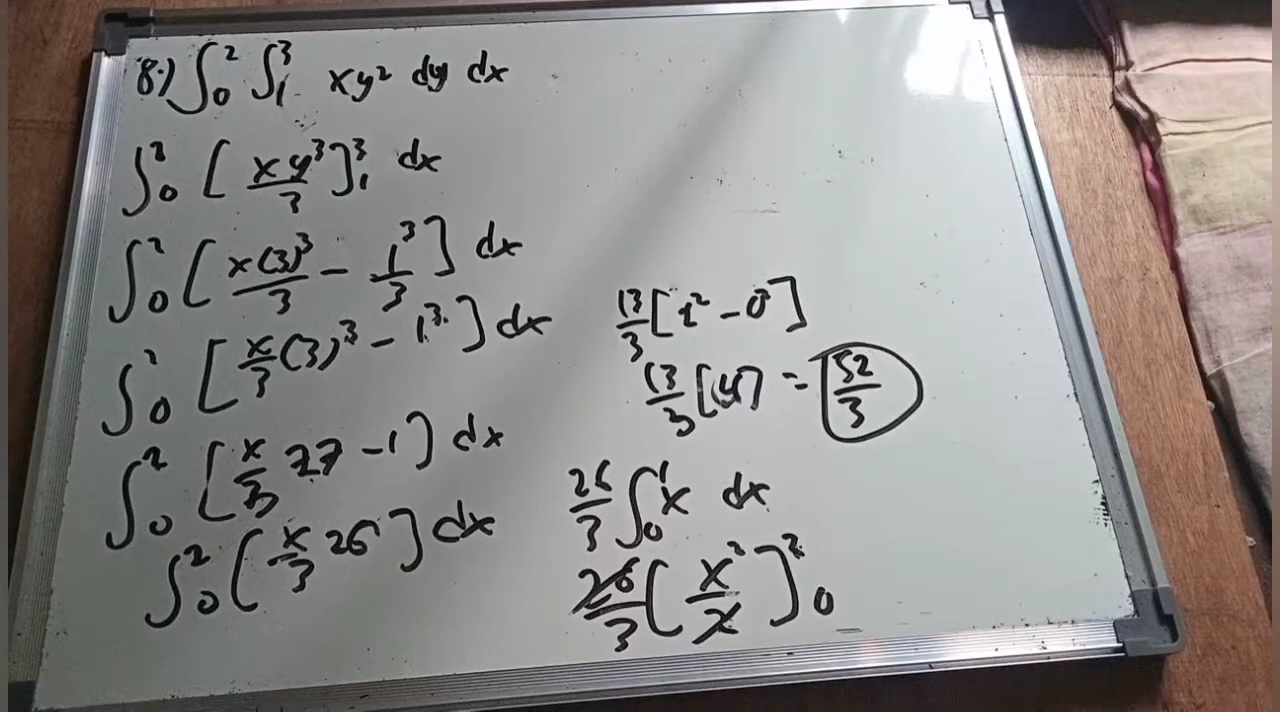 8.) ∫₀² ∫₁³ xy² dy dx
∫₀² [xy³/3]₁³ dx
∫₀² [x(3)³/3 - 1³/3] dx
∫₀² [x/3 (3)³ - 1³] dx
∫₀² [x/3 27 - 1] dx
∫₀² [x/3 26] dx
26/3 ∫₀ x dx
26/3 [x²/2]₀²
13/3 [2² - 0²]
13/3 [4] = 52/3